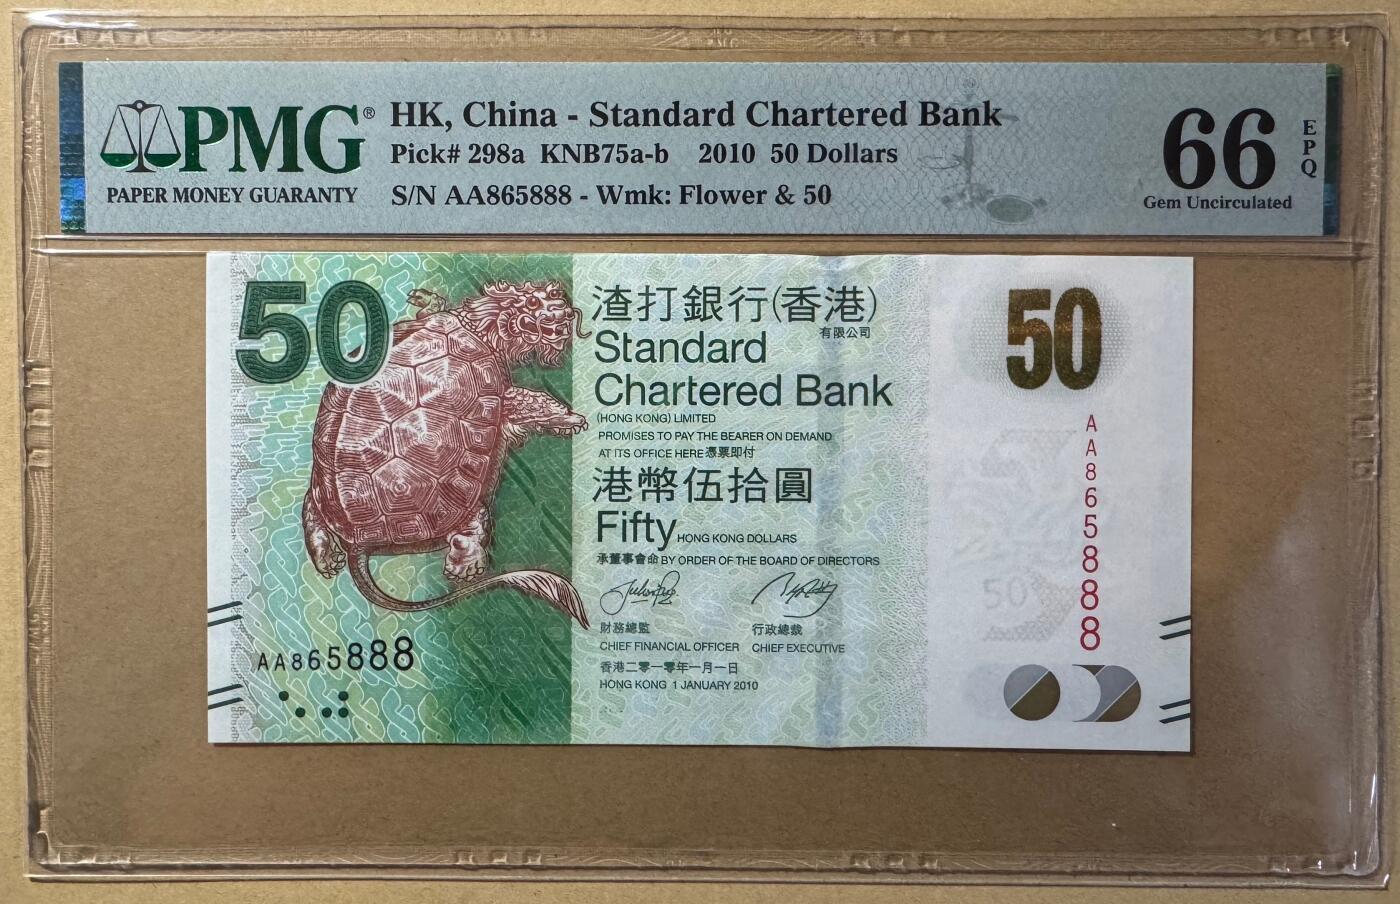 PMG®
PAPER MONEY GUARANTY
HK, China - Standard Chartered Bank
Pick# 298a KNB75a-b 2010 50 Dollars
S/N AA865888 - Wmk: Flower & 50
66
EPQ
Gem Uncirculated
50
渣打銀行(香港)
有限公司
Standard
Chartered Bank
(HONG KONG) LIMITED
PROMISES TO PAY THE BEARER ON DEMAND
AT ITS OFFICE HERE 憑票即付
港幣伍拾圓
Fifty HONG KONG DOLLARS
承董事會命 BY ORDER OF THE BOARD OF DIRECTORS
財務總監 行政總裁
CHIEF FINANCIAL OFFICER CHIEF EXECUTIVE
香港二零一零年一月一日
HONG KONG 1 JANUARY 2010
AA865888
50
AA865888
50